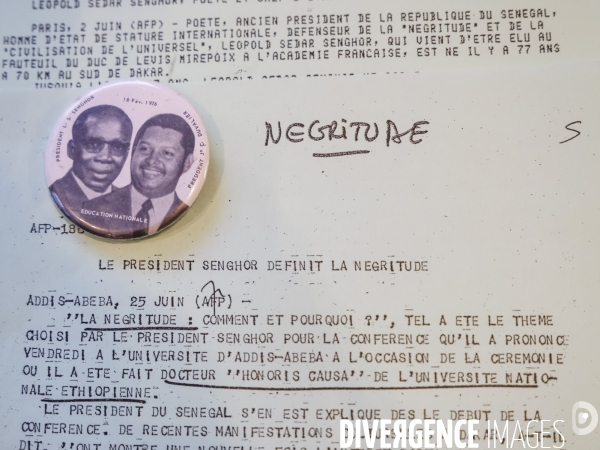 LEOPOLD SEDAR SENGHOR, POETE ET
PARIS, 2 JUIN (AFP) - POETE, ANCIEN PRESIDENT DE LA REPUBLIQUE DU SENEGAL,
HOMME D'ETAT DE STATURE INTERNATIONALE, DEFENSEUR DE LA "NEGRITUDE" ET DE LA
"CIVILISATION DE L'UNIVERSEL", LEOPOLD SEDAR SENGHOR, QUI VIENT D'ETRE ELU AU
FAUTEUIL DU DUC DE LEVIS MIREPOIX A L'ACADEMIE FRANCAISE, EST NE IL Y A 77 ANS
A 70 KM AU SUD DE DAKAR.
PRESIDENT L. S. SENGHOR
PRESIDENT J. C. DUVALIER
EDUCATION NATIONALE
NEGRITUDE
S
AFP-
LE PRESIDENT SENGHOR DEFINIT LA NEGRITUDE
ADDIS-ABEBA, 25 JUIN (AFP) -
''LA NEGRITUDE : COMMENT ET POURQUOI ?'', TEL A ETE LE THEME
CHOISI PAR LE PRESIDENT SENGHOR POUR LA CONFERENCE QU'IL A PRONONCE
VENDREDI A L'UNIVERSITE D'ADDIS-ABEBA A L'OCCASION DE LA CEREMONIE
OU IL A ETE FAIT DOCTEUR ''HONORIS CAUSA'' DE L'UNIVERSITE NATIO-
NALE ETHIOPIENNE.
LE PRESIDENT DU SENEGAL S'EN EST EXPLIQUE DES LE DEBUT DE LA
CONFERENCE. DE RECENTES MANIFESTATIONS
DIT, ''ONT MONTRE UNE NOUVELLE FOIS
DIVERGENCE IMAGES